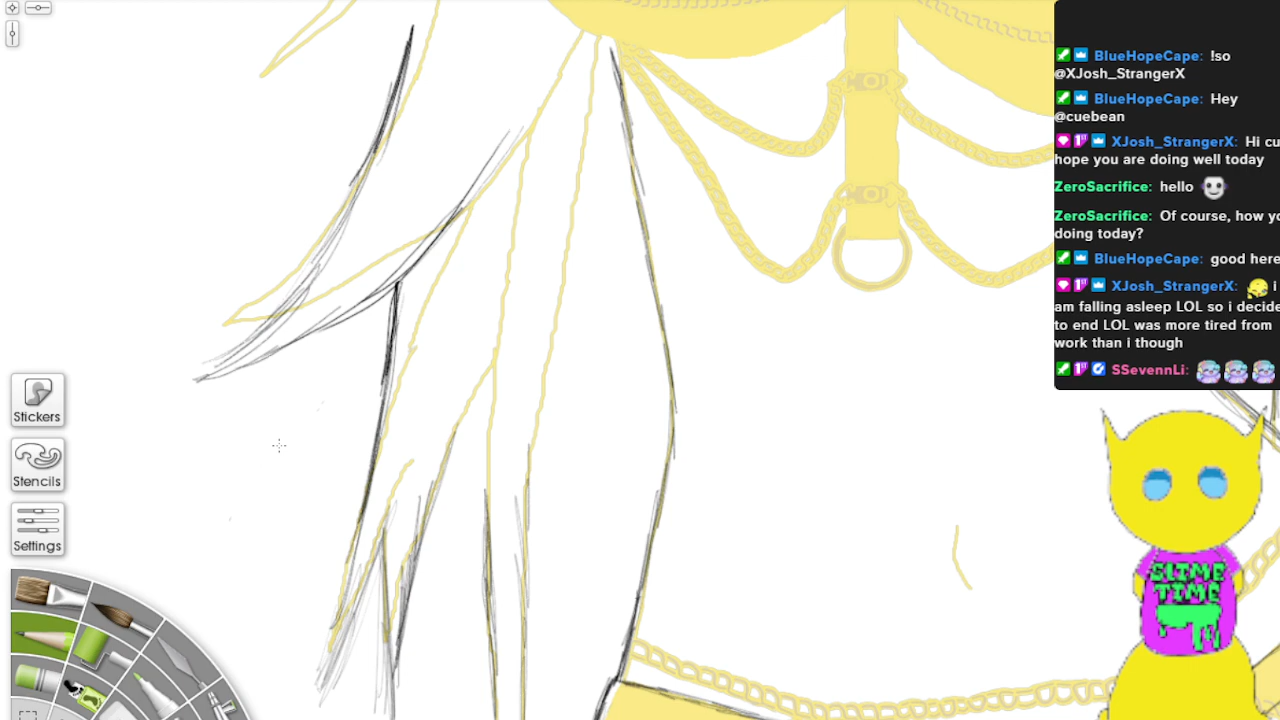 BlueHopeCape: !so
@XJosh_StrangerX
BlueHopeCape: Hey
@cuebean
XJosh_StrangerX: Hi
hope you are doing well today
ZeroSacrifice: hello
ZeroSacrifice: Of course, how
doing today?
BlueHopeCape: good here
XJosh_StrangerX: i
am falling asleep LOL so i decide
to end LOL was more tired from
work than i though
SSevennLi:
Stickers
Stencils
Settings
SLIME
TIME